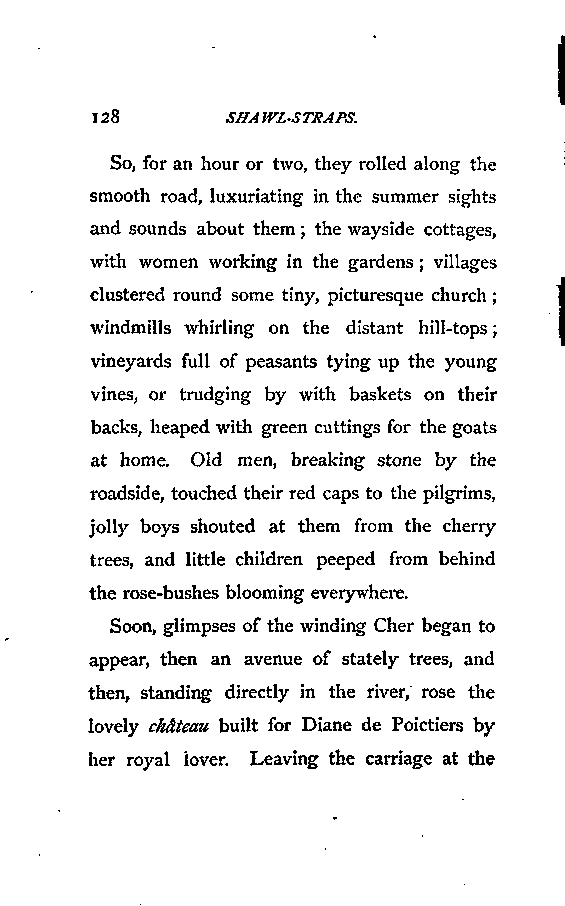 128 SHAWL-STRAPS.
So, for an hour or two, they rolled along the
smooth road, luxuriating in the summer sights
and sounds about them ; the wayside cottages,
with women working in the gardens ; villages
clustered round some tiny, picturesque church ;
windmills whirling on the distant hill-tops ;
vineyards full of peasants tying up the young
vines, or trudging by with baskets on their
backs, heaped with green cuttings for the goats
at home. Old men, breaking stone by the
roadside, touched their red caps to the pilgrims,
jolly boys shouted at them from the cherry
trees, and little children peeped from behind
the rose-bushes blooming everywhere.
Soon, glimpses of the winding Cher began to
appear, then an avenue of stately trees, and
then, standing directly in the river, rose the
lovely château built for Diane de Poictiers by
her royal lover. Leaving the carriage at the